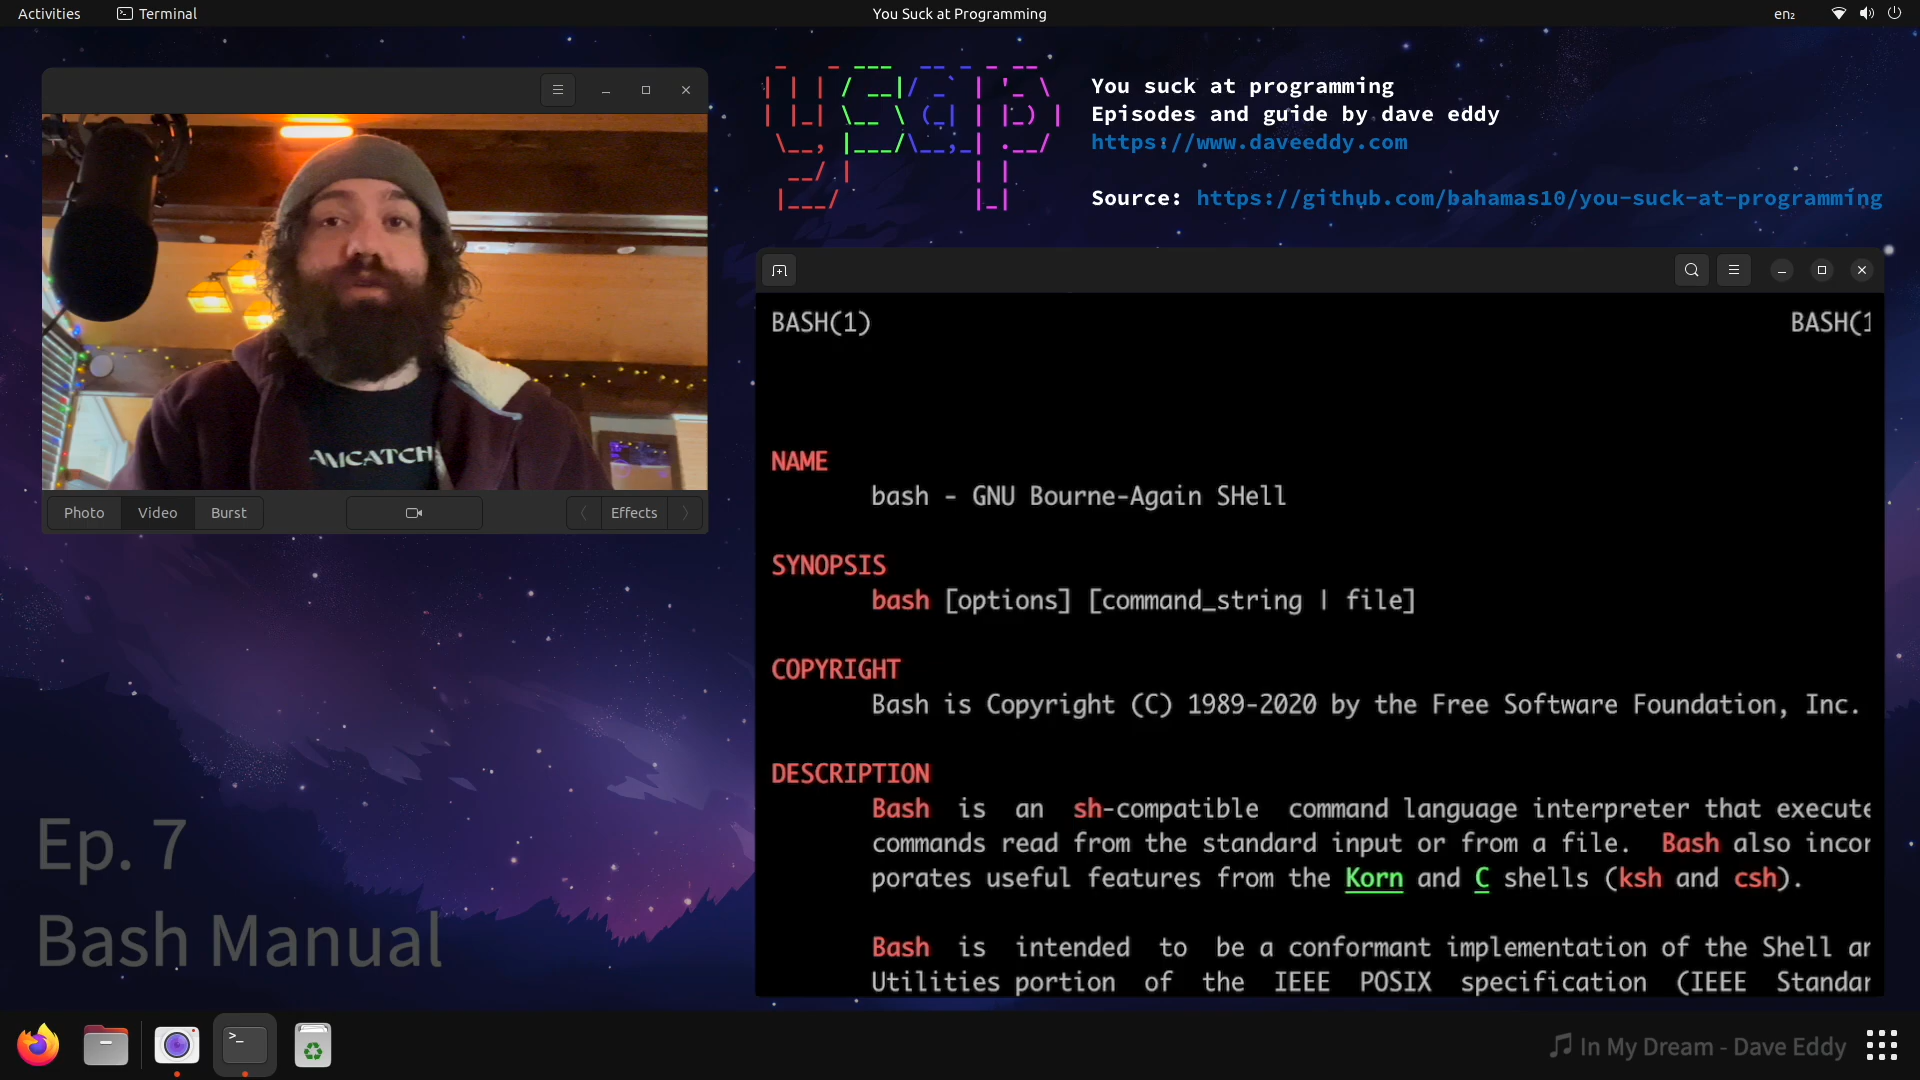 Activities
Terminal
You Suck at Programming
en₂
You suck at programming
Episodes and guide by dave eddy
https://www.daveeddy.com
Source: https://github.com/bahamas10/you-suck-at-programming
AMCATCH
Photo
Video
Burst
Effects
BASH(1)
BASH(1
NAME
bash - GNU Bourne-Again SHell
SYNOPSIS
bash [options] [command_string | file]
COPYRIGHT
Bash is Copyright (C) 1989-2020 by the Free Software Foundation, Inc.
DESCRIPTION
Bash is an sh-compatible command language interpreter that execute
commands read from the standard input or from a file. Bash also incor
porates useful features from the Korn and C shells (ksh and csh).
Bash is intended to be a conformant implementation of the Shell an
Utilities portion of the IEEE POSIX specification (IEEE Standar
Ep. 7
Bash Manual
In My Dream - Dave Eddy